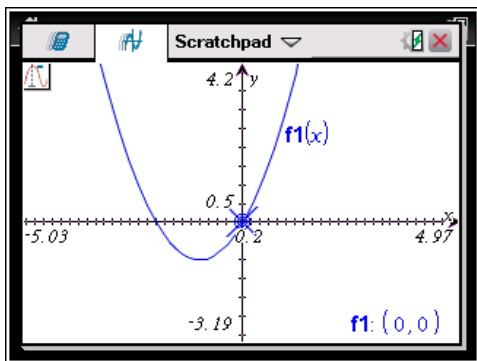 Scratchpad
4.2 y
f1(x)
0.5
x
-5.03 0.2 4.97
-3.19 f1: (0,0)